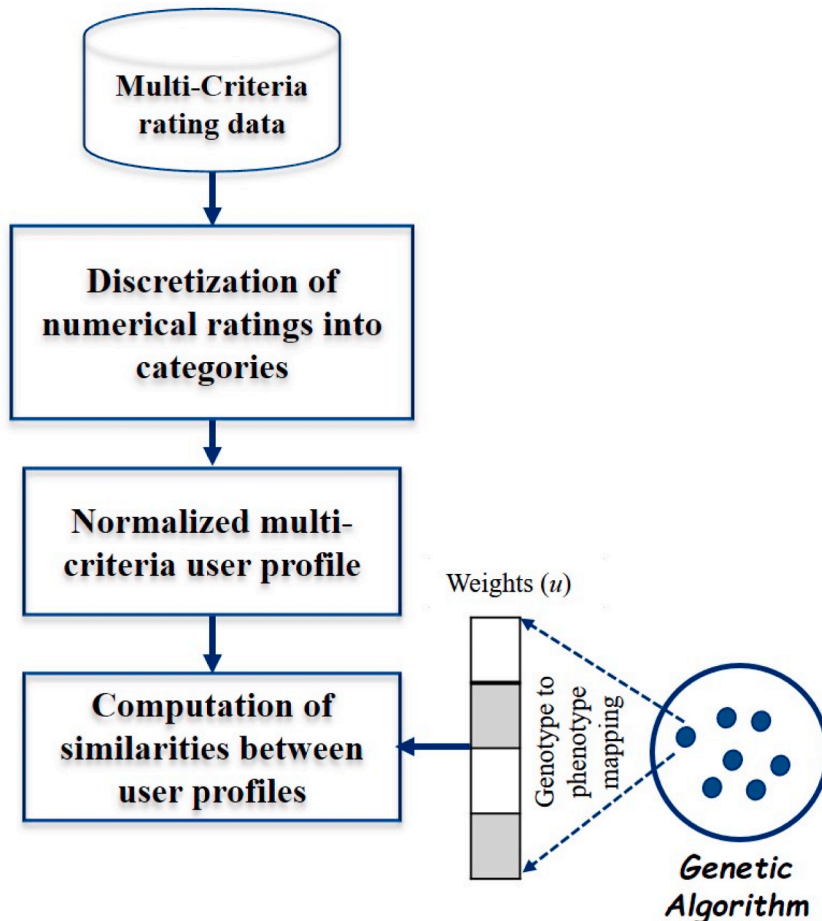 Multi-Criteria
rating data
Discretization of
numerical ratings into
categories
Normalized multi-
criteria user profile
Computation of
similarities between
user profiles
Weights (u)
Genotype to
phenotype
mapping
Genetic
Algorithm